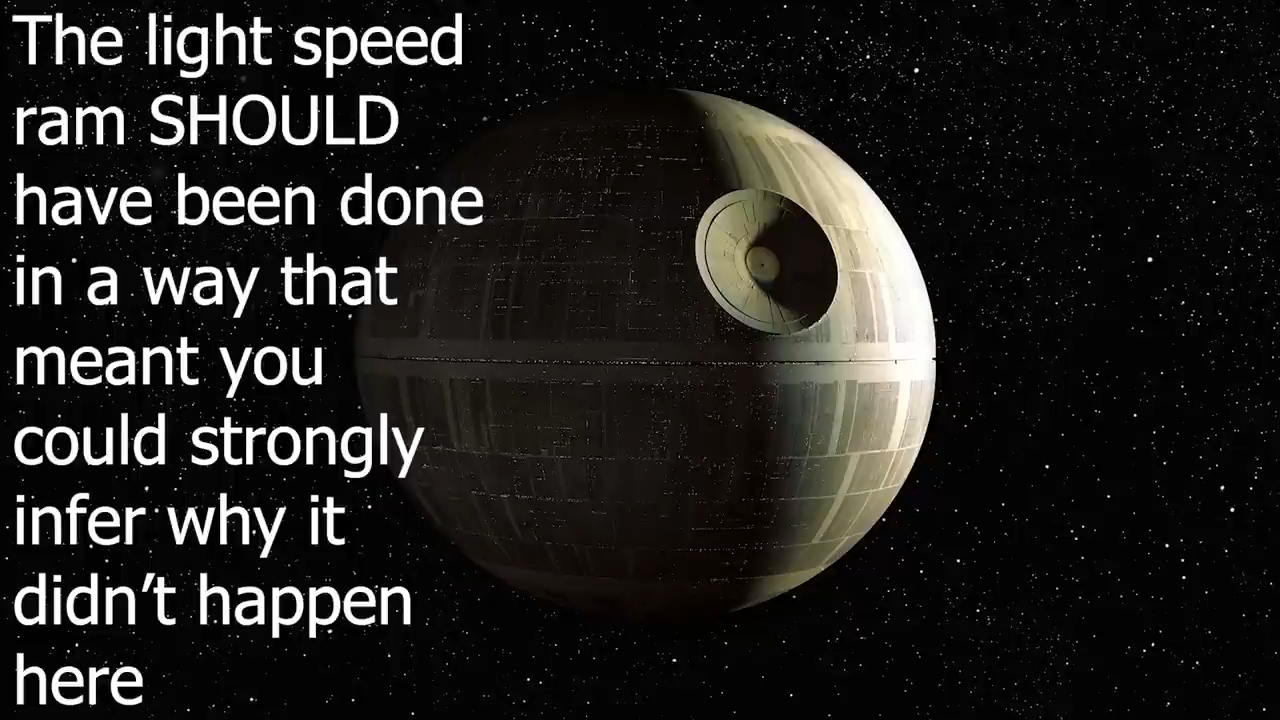 The light speed
ram SHOULD
have been done
in a way that
meant you
could strongly
infer why it
didn’t happen
here